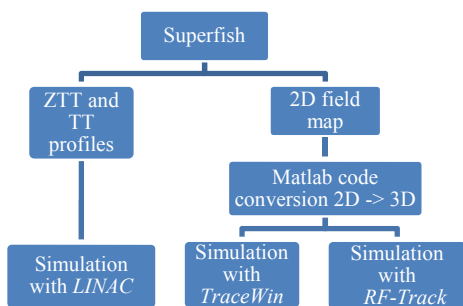 Superfish
ZTT and
TT
profiles
2D field
map
Matlab code
conversion 2D -> 3D
Simulation
with LINAC
Simulation
with
TraceWin
Simulation
with
RF-Track